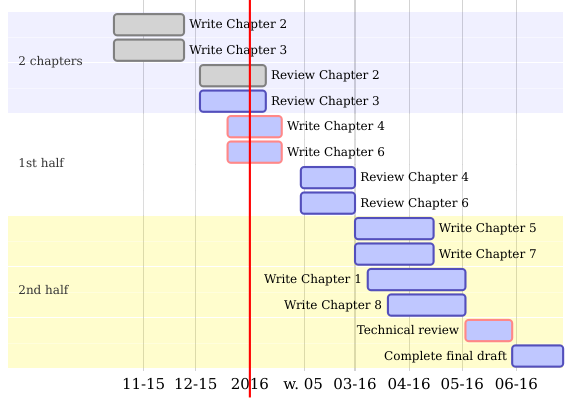 Write Chapter 2
Write Chapter 3
2 chapters
Review Chapter 2
Review Chapter 3
Write Chapter 4
Write Chapter 6
1st half
Review Chapter 4
Review Chapter 6
Write Chapter 5
Write Chapter 7
Write Chapter 1
2nd half
Write Chapter 8
Technical review
Complete final draft
11-15 12-15 2016 w. 05 03-16 04-16 05-16 06-16